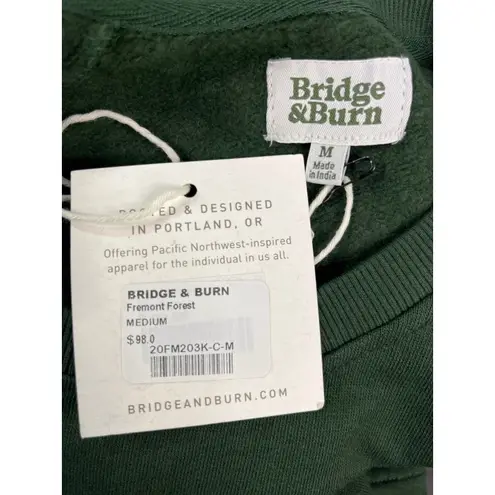 Bridge
&Burn
M
Made
in India
& DESIGNED
IN PORTLAND, OR
Offering Pacific Northwest-inspired
apparel for the individual in us all.
BRIDGE & BURN
Fremont Forest
MEDIUM
$98.0
20FM203K-C-M
BRIDGEANDBURN.COM